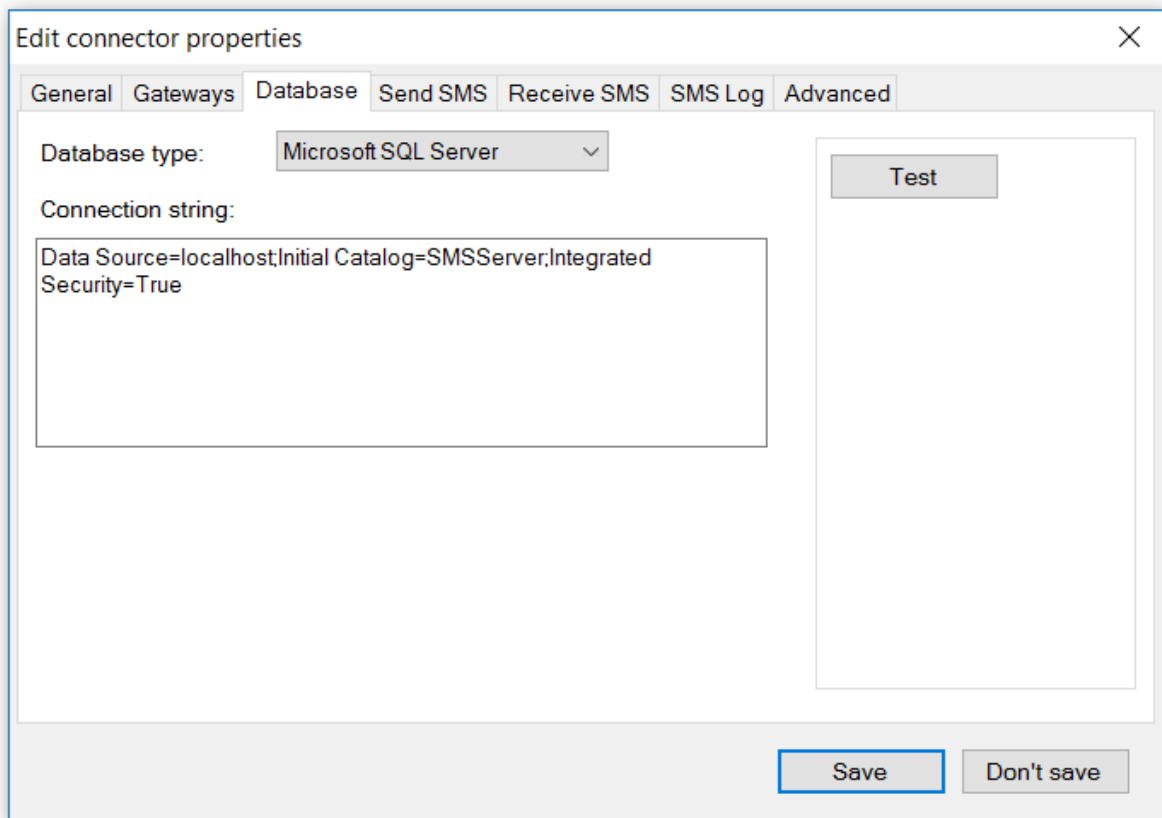 Edit connector properties
General Gateways Database Send SMS Receive SMS SMS Log Advanced
Database type: Microsoft SQL Server
Test
Connection string:
Data Source=localhost;Initial Catalog=SMSServer;Integrated
Security=True
Save Don't save